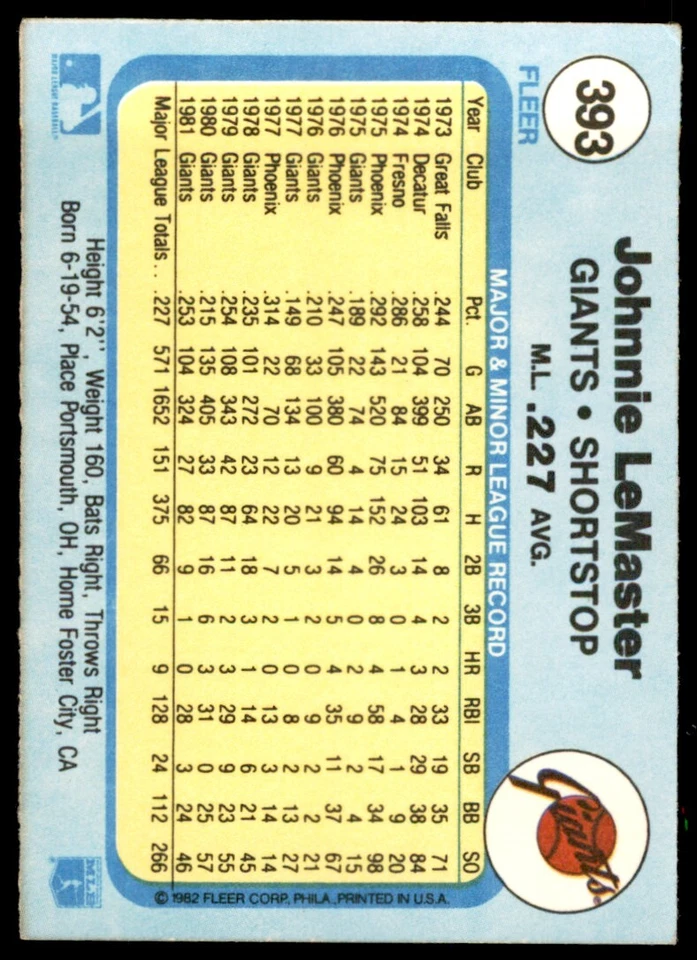 393
FLEER
Johnnie LeMaster
GIANTS • SHORTSTOP
M.L. .227 AVG.
Giants
MAJOR & MINOR LEAGUE RECORD
Year Club Pct. G AB R H 2B 3B HR RBI SB BB SO
1973 Great Falls .244 70 250 34 61 8 2 2 33 19 35 71
1974 Decatur .258 104 399 51 103 14 4 3 28 29 38 84
1974 Fresno .286 21 84 15 24 3 0 1 4 1 9 20
1975 Phoenix .292 143 520 75 152 26 8 4 58 17 34 98
1975 Giants .189 22 74 4 14 4 0 2 9 2 4 15
1976 Phoenix .247 105 380 60 94 14 5 4 35 11 37 67
1976 Giants .210 33 100 9 21 3 2 0 9 2 2 21
1977 Giants .149 68 134 13 20 5 1 0 8 2 13 27
1977 Phoenix .314 22 70 12 22 7 2 0 13 3 14 14
1978 Giants .235 101 272 23 64 18 3 1 14 6 21 45
1979 Giants .254 108 343 42 87 11 2 3 29 9 23 55
1980 Giants .215 135 405 33 87 16 6 3 31 0 25 57
1981 Giants .253 104 324 27 82 9 1 0 28 3 24 46
Major League Totals . . .227 571 1652 151 375 66 15 9 128 24 112 266
© 1982 FLEER CORP. PHILA., PRINTED IN U.S.A.
MAJOR LEAGUE BASEBALL
Height 6'2'', Weight 160, Bats Right, Throws Right
Born 6-19-54, Place Portsmouth, OH, Home Foster City, CA